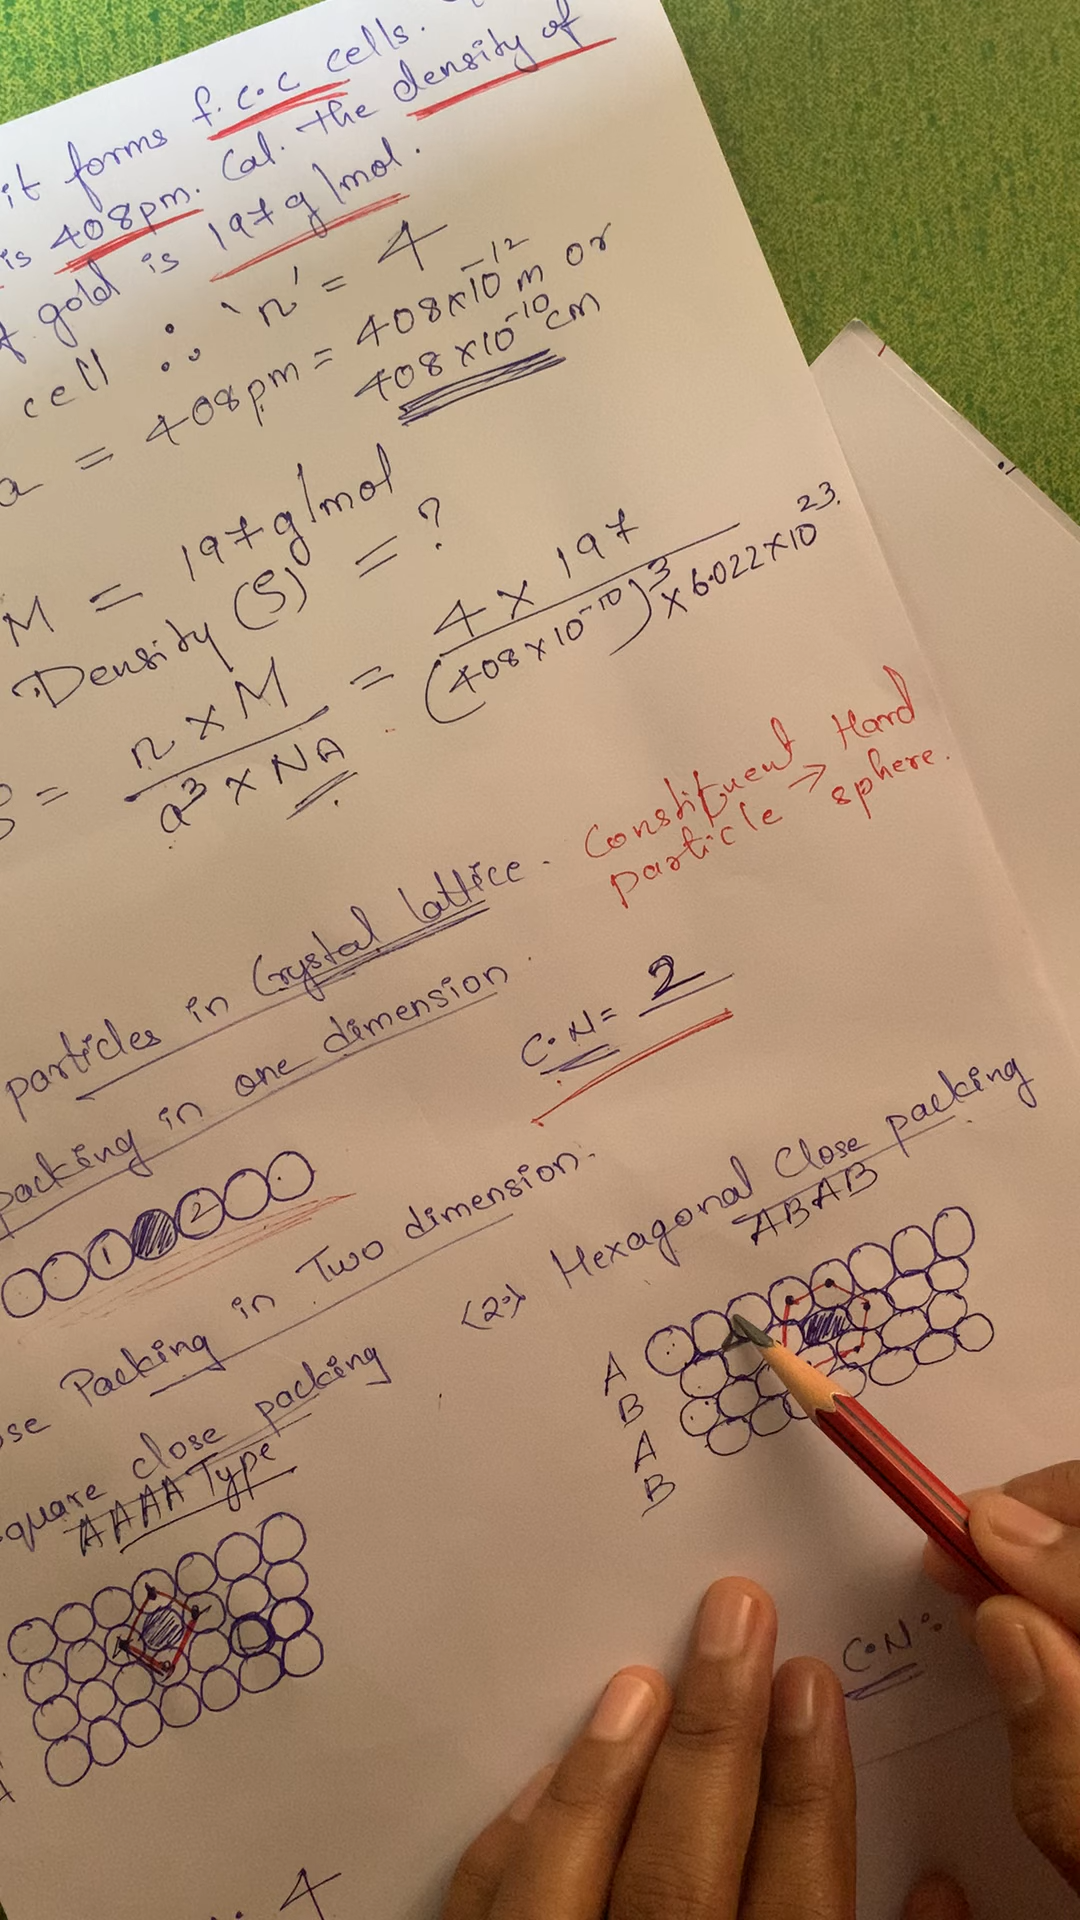 it forms f.c.c cells.
is 408pm. Cal. The density of
gold is 197 g/mol.
cell ∴ 'n' = 4
a = 408pm = 408×10⁻¹² m or
408×10⁻¹⁰ cm
M = 197 g/mol
Density (S) = ?
n × M = 4 × 197
a³ × NA (408×10⁻¹⁰)³ × 6.022×10²³.
Constituent → Hard
particle sphere.
particles in Crystal lattice.
packing in one dimension.
C.N = 2
1 2
Packing in Two dimension.
square close packing
AAAA Type
(2) Hexagonal Close packing
ABAB
A
B
A
B
C.N:
4